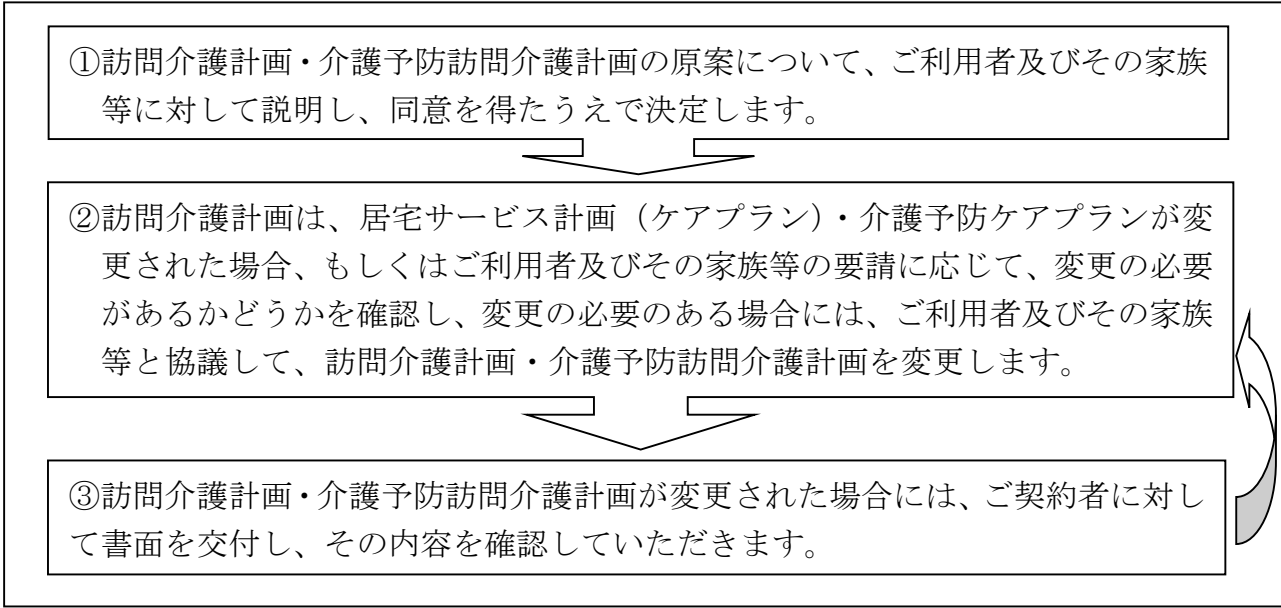 ①訪問介護計画・介護予防訪問介護計画の原案について、ご利用者及びその家族
等に対して説明し、同意を得たうえで決定します。
②訪問介護計画は、居宅サービス計画（ケアプラン）・介護予防ケアプランが変
更された場合、もしくはご利用者及びその家族等の要請に応じて、変更の必要
があるかどうかを確認し、変更の必要のある場合には、ご利用者及びその家族
等と協議して、訪問介護計画・介護予防訪問介護計画を変更します。
③訪問介護計画・介護予防訪問介護計画が変更された場合には、ご契約者に対し
て書面を交付し、その内容を確認していただきます。